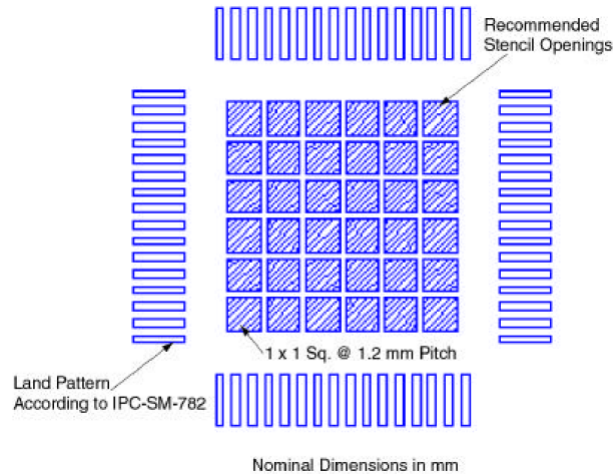 Recommended
Stencil Openings
1 x 1 Sq. @ 1.2 mm Pitch
Land Pattern
According to IPC-SM-782
Nominal Dimensions in mm